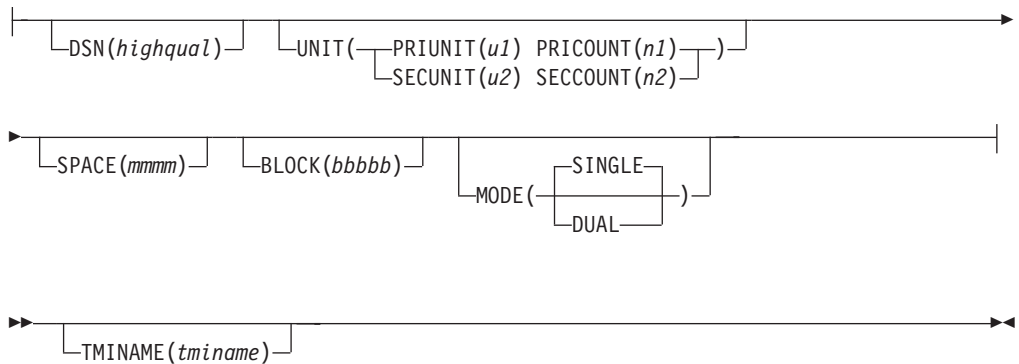 DSN(highqual) UNIT( PRIUNIT(u1) PRICOUNT(n1) )
SECUNIT(u2) SECCOUNT(n2)
SPACE(mmmm) BLOCK(bbbbb) SINGLE
MODE( )
DUAL
TMINAME(tminame)